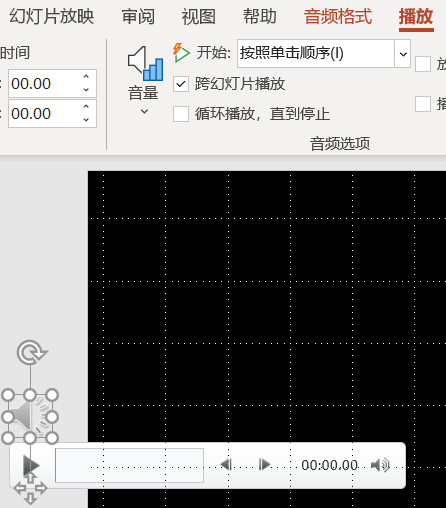 幻灯片放映 审阅 视图 帮助 音频格式 播放
时间
: 00.00
: 00.00
音量
开始: 按照单击顺序(I)
跨幻灯片播放
循环播放，直到停止
音频选项
00:00.00